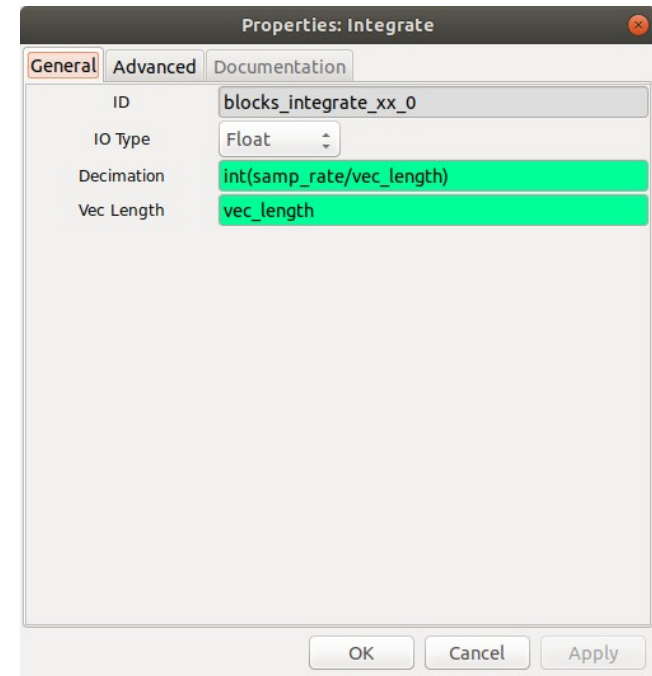 Properties: Integrate
General Advanced Documentation
ID blocks_integrate_xx_0
IO Type Float
Decimation int(samp_rate/vec_length)
Vec Length vec_length
OK Cancel Apply